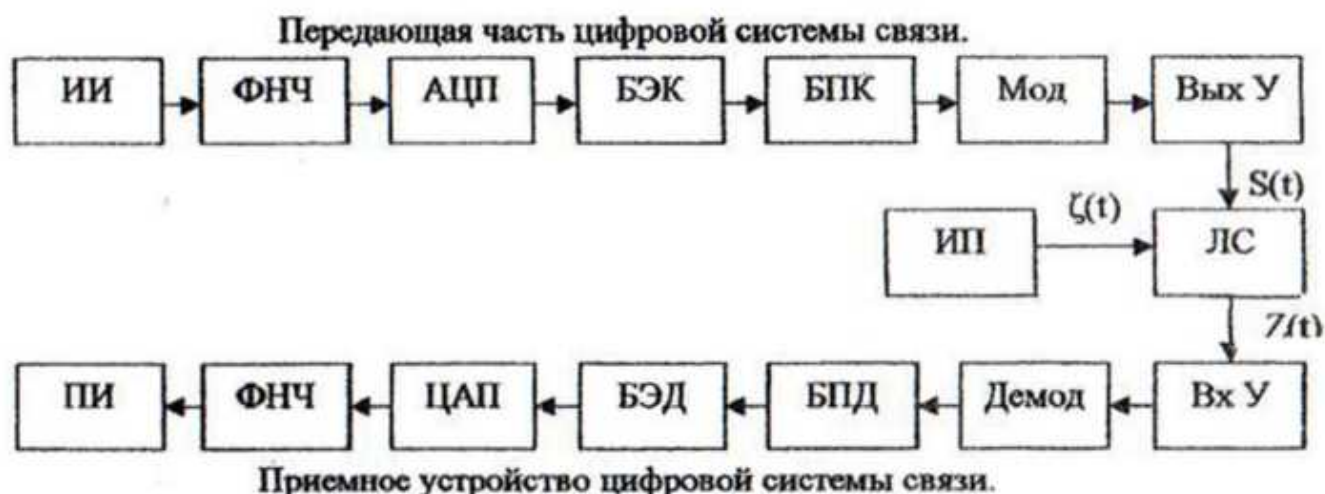 Передающая часть цифровой системы связи.
ИИ ФНЧ АЦП БЭК БПК Мод Вых У
S(t)
ζ(t)
ИП ЛС
Z(t)
ПИ ФНЧ ЦАП БЭД БПД Демод Вх У
Приемное устройство цифровой системы связи.